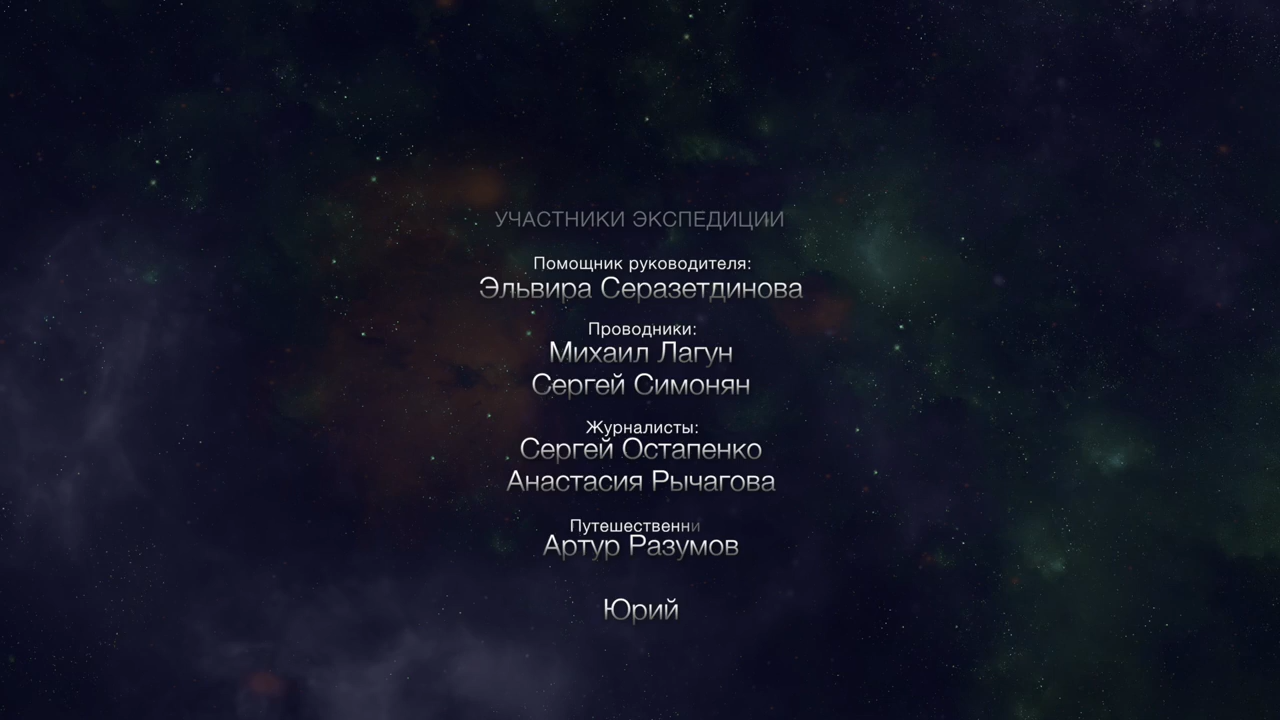 УЧАСТНИКИ ЭКСПЕДИЦИИ
Помощник руководителя:
Эльвира Серазетдинова
Проводники:
Михаил Лагун
Сергей Симонян
Журналисты:
Сергей Остапенко
Анастасия Рычагова
Путешественни
Артур Разумов
Юрий